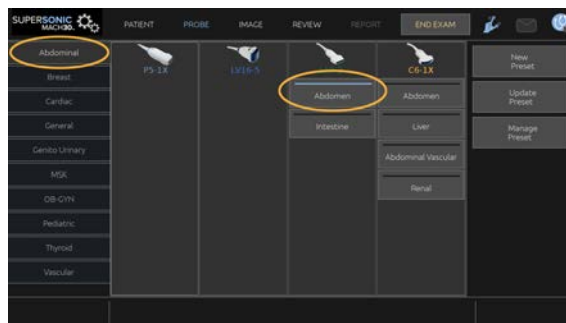 SUPERSONIC
MACH30.
PATIENT
PROBE
IMAGE
REVIEW
REPORT
END EXAM
Abdominal
Breast
Cardiac
General
Genito Urinary
MSK
OB-GYN
Pediatric
Thyroid
Vascular
P5-1X
LV16-5
Abdomen
Intestine
C6-1X
Abdomen
Liver
Abdominal Vascular
Renal
New
Preset
Update
Preset
Manage
Preset